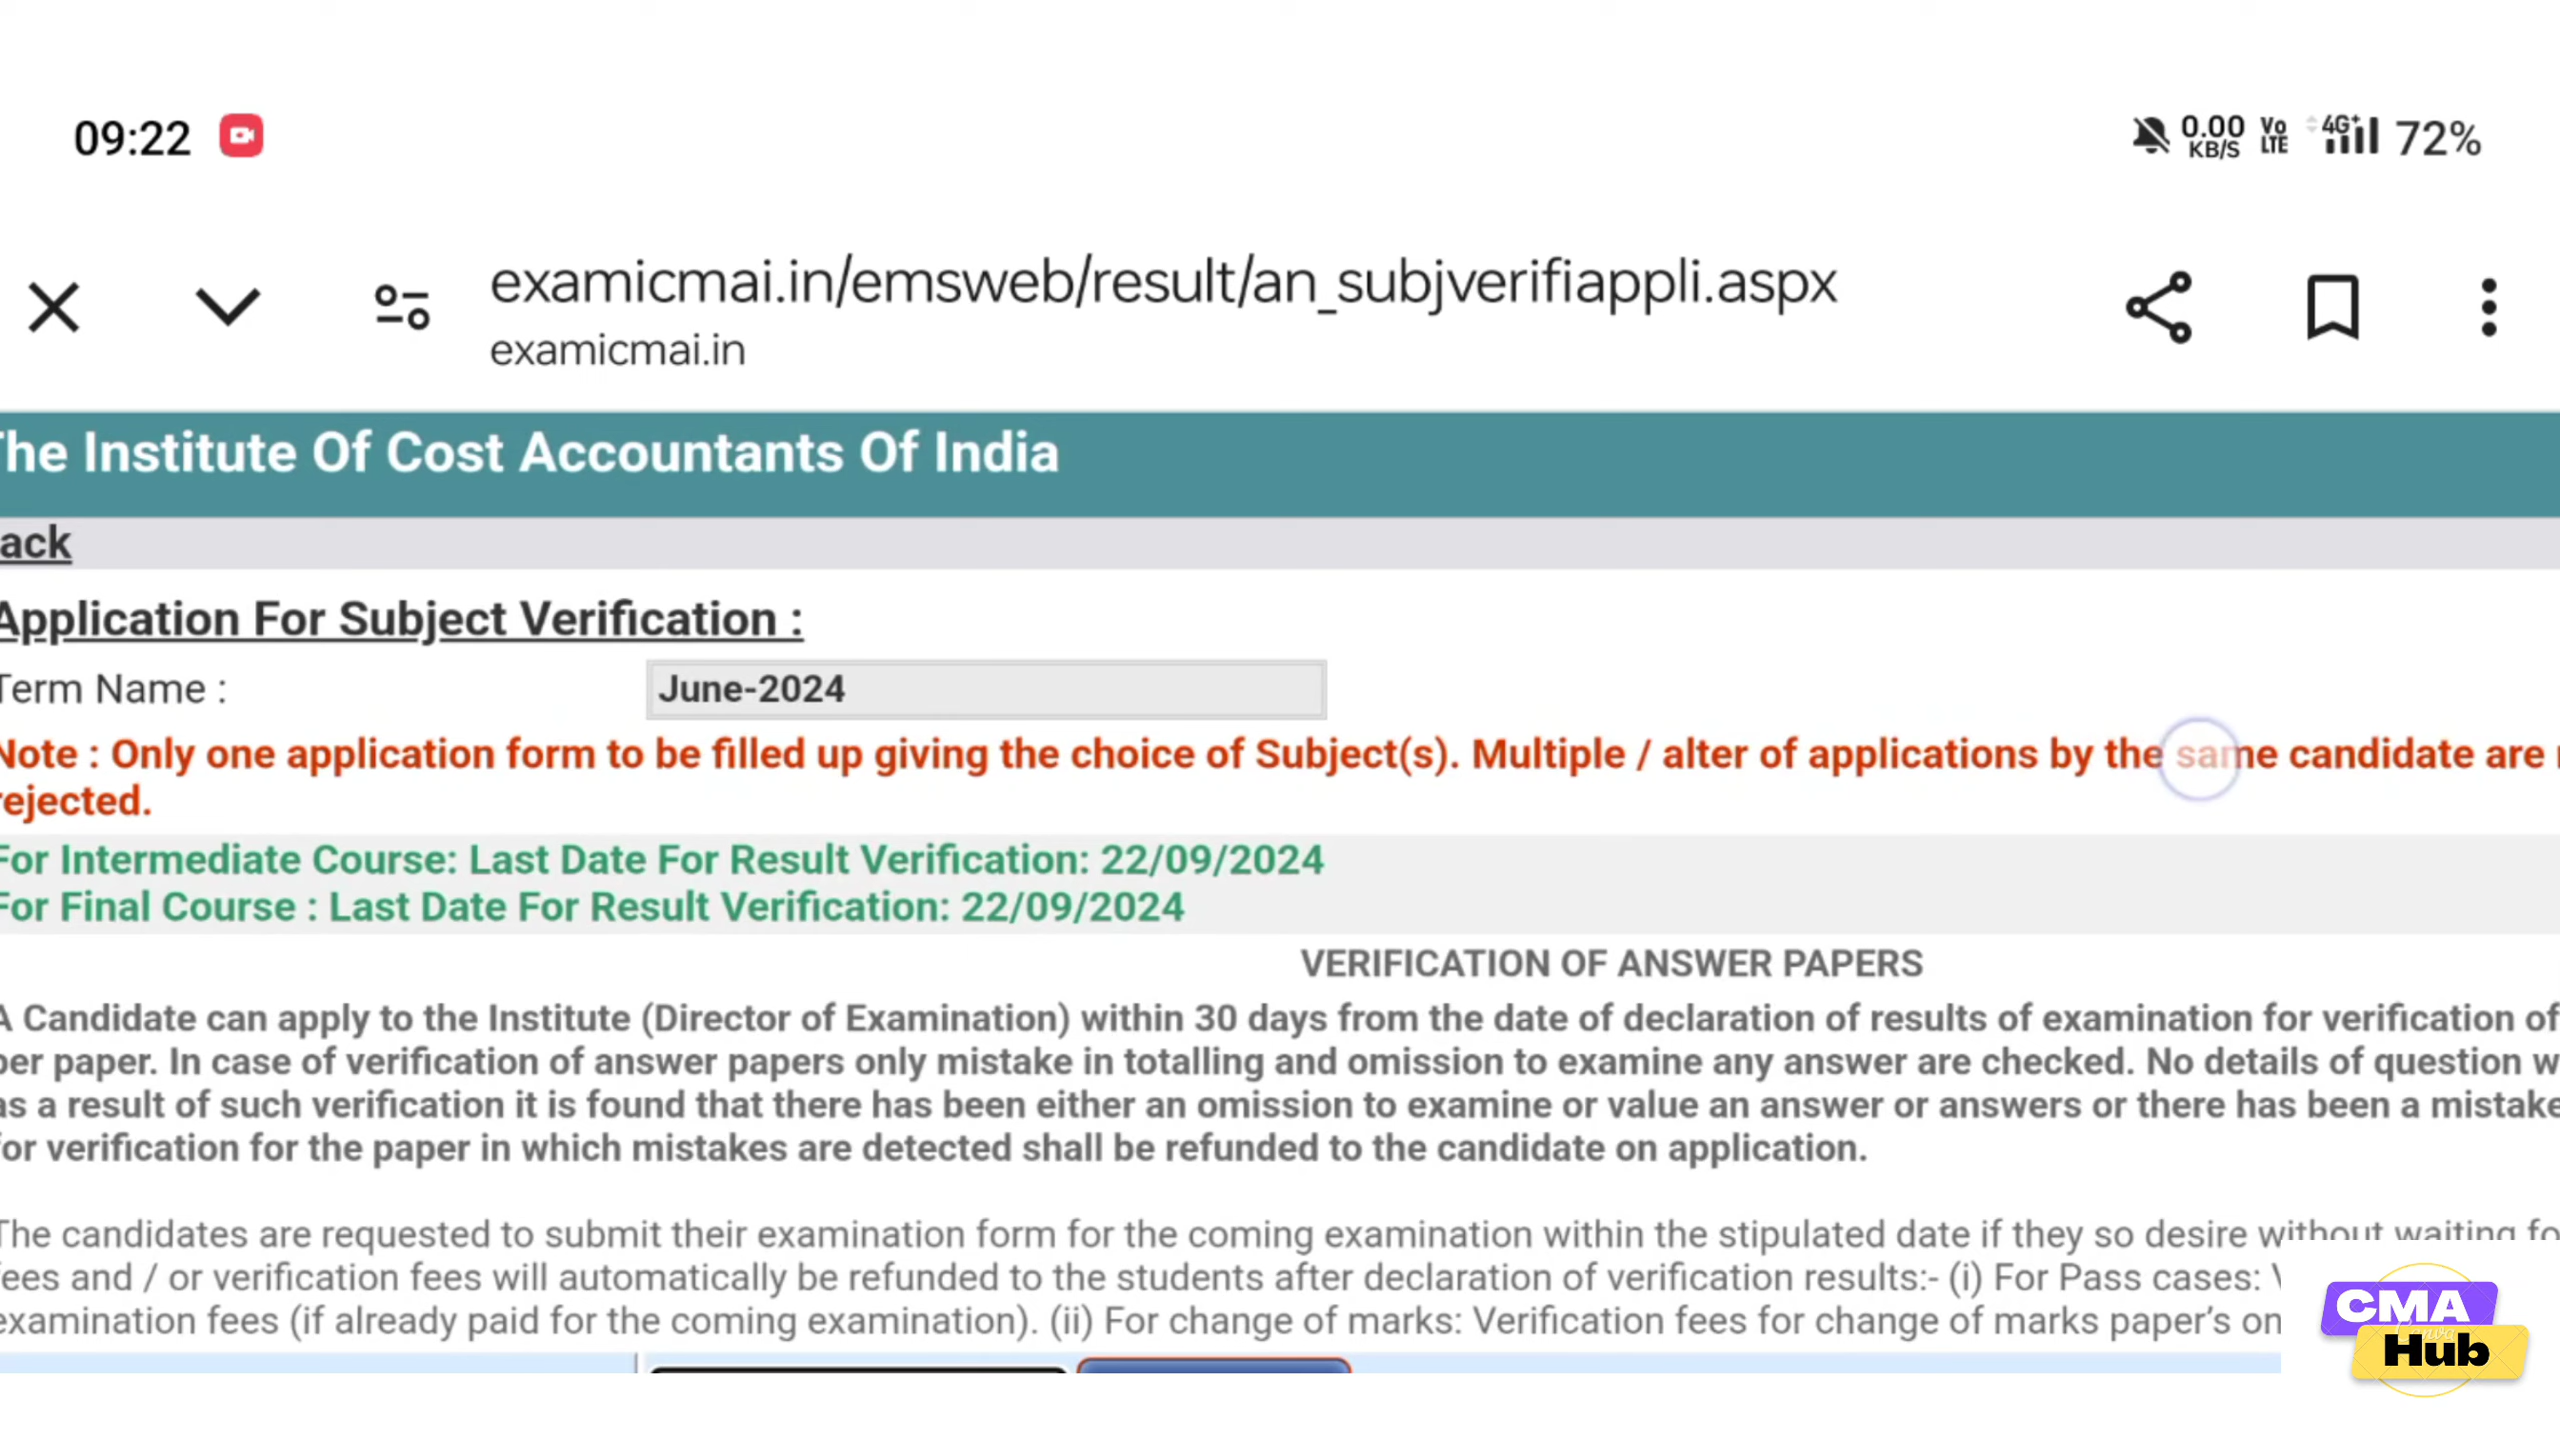 09:22
0.00 KB/S Vo LTE 4G+ 72%
examicmai.in/emsweb/result/an_subjverifiappli.aspx
examicmai.in
he Institute Of Cost Accountants Of India
ack
Application For Subject Verification :
Term Name : June-2024
Note : Only one application form to be filled up giving the choice of Subject(s). Multiple / alter of applications by the same candidate are
rejected.
For Intermediate Course: Last Date For Result Verification: 22/09/2024
For Final Course : Last Date For Result Verification: 22/09/2024
VERIFICATION OF ANSWER PAPERS
A Candidate can apply to the Institute (Director of Examination) within 30 days from the date of declaration of results of examination for verification of
per paper. In case of verification of answer papers only mistake in totalling and omission to examine any answer are checked. No details of question w
as a result of such verification it is found that there has been either an omission to examine or value an answer or answers or there has been a mistake
for verification for the paper in which mistakes are detected shall be refunded to the candidate on application.
The candidates are requested to submit their examination form for the coming examination within the stipulated date if they so desire without waiting fo
fees and / or verification fees will automatically be refunded to the students after declaration of verification results:- (i) For Pass cases:
examination fees (if already paid for the coming examination). (ii) For change of marks: Verification fees for change of marks paper's on
CMA
Hub